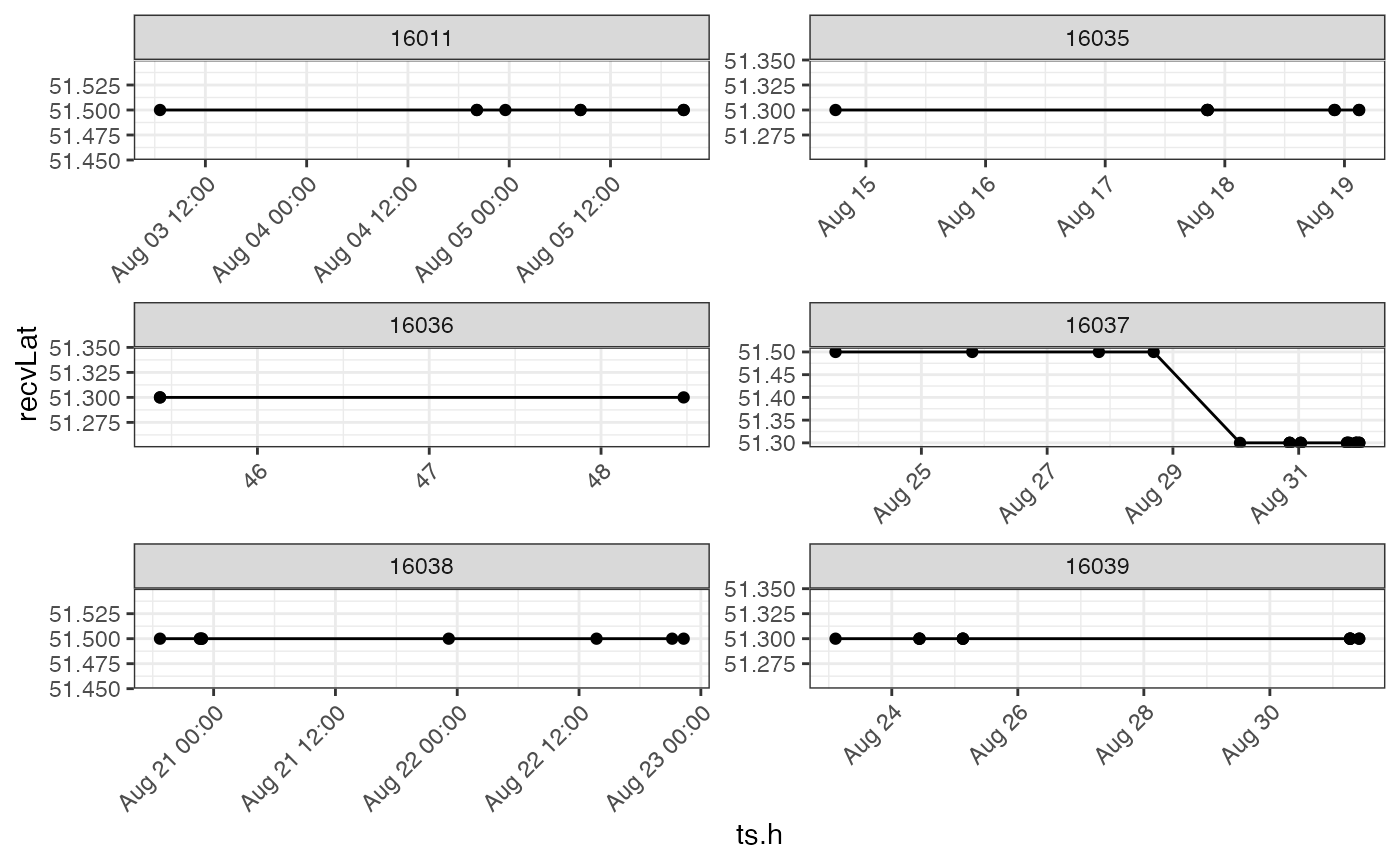 16011
51.525
51.500
51.475
51.450
Aug 03 12:00
Aug 04 00:00
Aug 04 12:00
Aug 05 00:00
Aug 05 12:00
16035
51.350
51.325
51.300
51.275
Aug 15
Aug 16
Aug 17
Aug 18
Aug 19
recvLat
16036
51.350
51.325
51.300
51.275
46
47
48
16037
51.50
51.45
51.40
51.35
51.30
Aug 25
Aug 27
Aug 29
Aug 31
16038
51.525
51.500
51.475
51.450
Aug 21 00:00
Aug 21 12:00
Aug 22 00:00
Aug 22 12:00
Aug 23 00:00
16039
51.350
51.325
51.300
51.275
Aug 24
Aug 26
Aug 28
Aug 30
ts.h